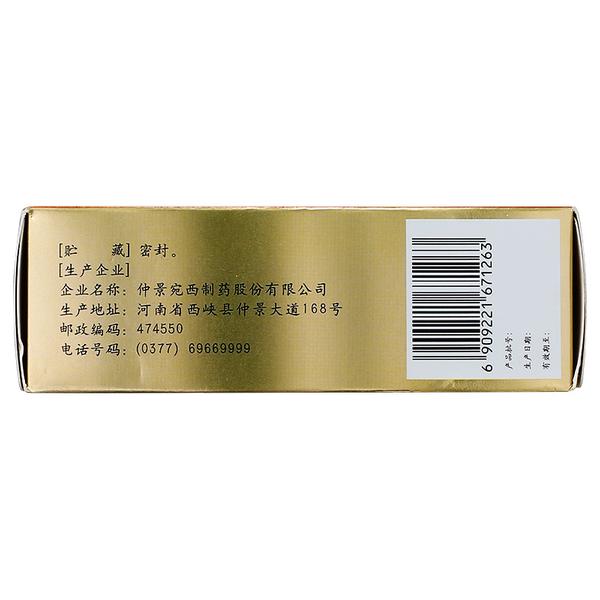 [贮　　藏] 密封。
[生产企业]
企业名称: 仲景宛西制药股份有限公司
生产地址: 河南省西峡县仲景大道168号
邮政编码: 474550
电话号码: (0377) 69669999
6 909221 671263
产品批号:
生产日期:
有效期至: